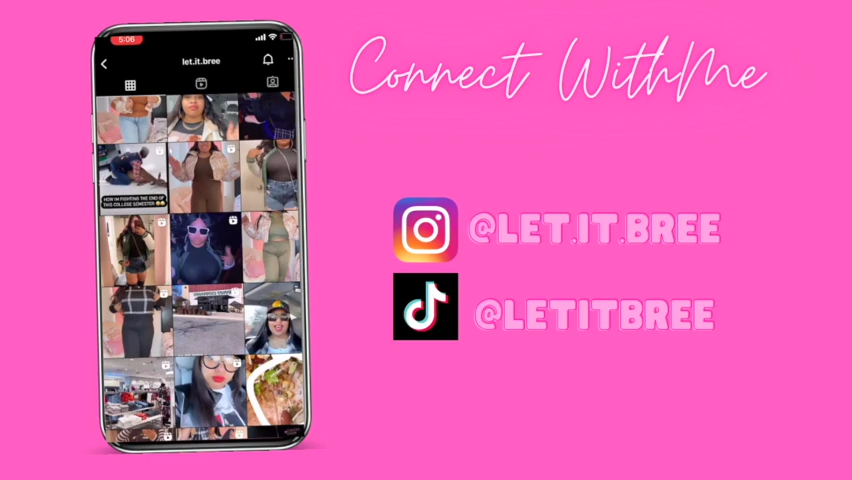 5:06
let.it.bree
HOW IM FIGHTING THE END OF
THIS COLLEGE SEMESTER
Connect WithMe
@LET.IT.BREE
@LETITBREE